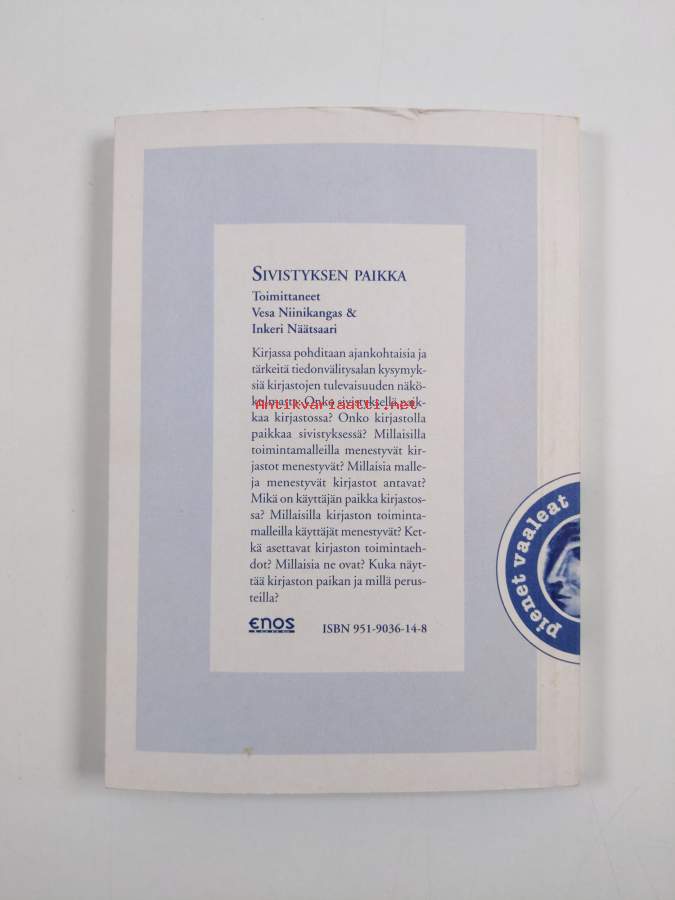 SIVISTYKSEN PAIKKA
Toimittaneet
Vesa Niinikangas &
Inkeri Näätsaari
Kirjassa pohditaan ajankohtaisia ja
tärkeitä tiedonvälitysalan kysymyk-
siä kirjastojen tulevaisuuden näkö-
kulmasta. Onko sivistyksellä paik-
Antikvariaatti.net
kaa kirjastossa? Onko kirjastolla
paikkaa sivistyksessä? Millaisilla
toimintamalleilla menestyvät kir-
jastot menestyvät? Millaisia malle-
ja menestyvät kirjastot antavat?
Mikä on käyttäjän paikka kirjastos-
sa? Millaisilla kirjaston toiminta-
malleilla käyttäjät menestyvät? Ket-
kä asettavat kirjaston toimintaeh-
dot? Millaisia ne ovat? Kuka näyt-
tää kirjaston paikan ja millä perus-
teilla?
enos
ISBN 951-9036-14-8
pienet vaaleat